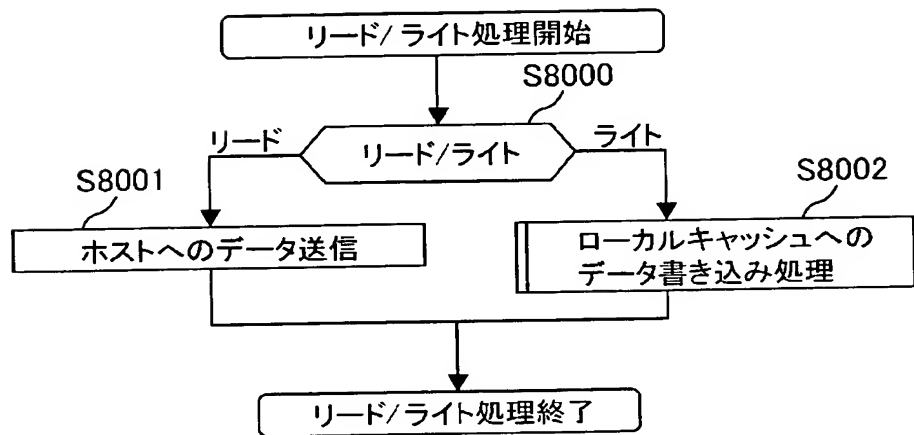 リード/ライト処理開始
S8000
リード
リード/ライト
ライト
S8001
S8002
ホストへのデータ送信
ローカルキャッシュへの
データ書き込み処理
リード/ライト処理終了